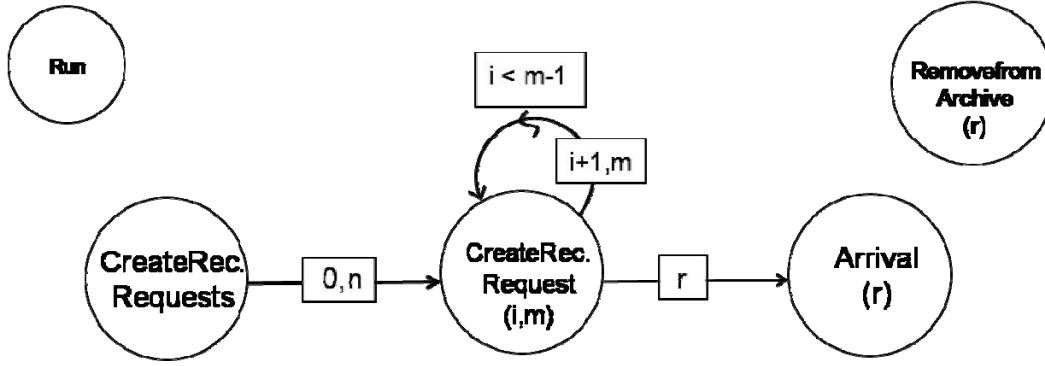 Run
i < m-1
Removefrom
Archive
(r)
i+1,m
CreateRec.
Requests
0,n
CreateRec.
Request
(i,m)
r
Arrival
(r)